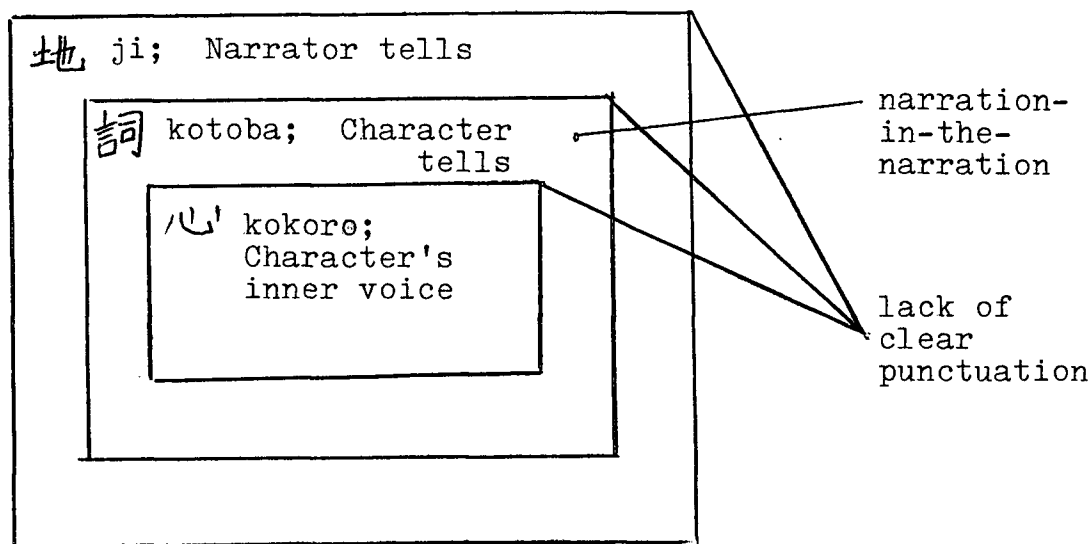 地 ji; Narrator tells
詞 kotoba; Character
tells
心 kokoro;
Character's
inner voice
narration-
in-the-
narration
lack of
clear
punctuation